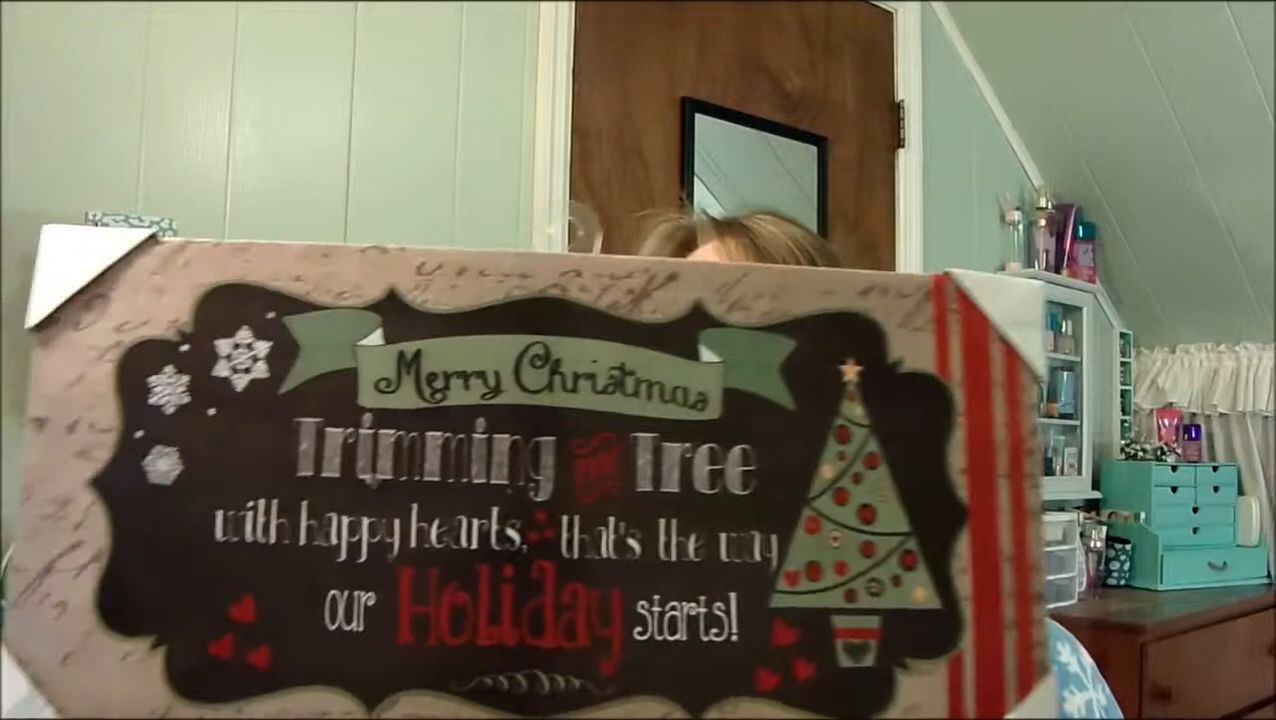 Merry Christmas
Trimming the Tree
with happy hearts, that's the way
our Holiday starts!